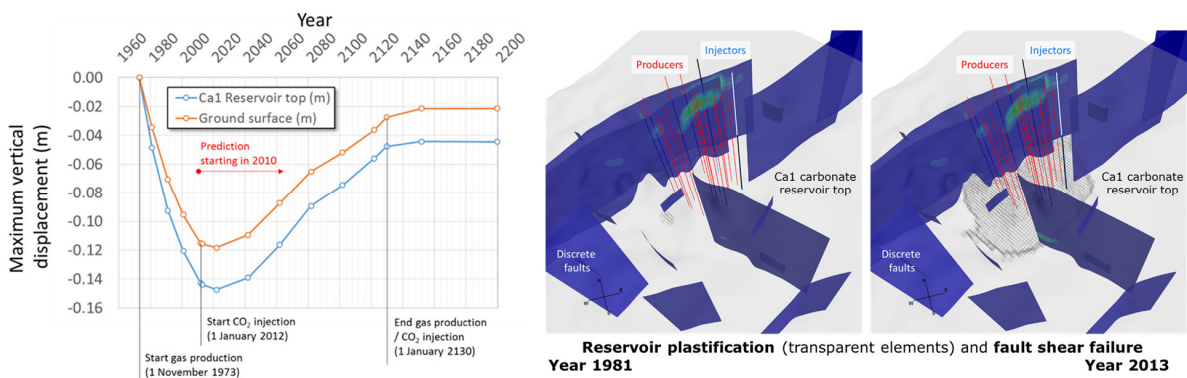 Year
1960
1980
2000
2020
2040
2060
2080
2100
2120
2140
2160
2180
2200
Maximum vertical
displacement (m)
0.00
-0.02
-0.04
-0.06
-0.08
-0.10
-0.12
-0.14
-0.16
Ca1 Reservoir top (m)
Ground surface (m)
Prediction
starting in 2010
Start CO2 injection
(1 January 2012)
Start gas production
(1 November 1973)
End gas production
/ CO2 injection
(1 January 2130)
Injectors
Producers
Ca1 carbonate
reservoir top
Discrete
faults
W
S
Injectors
Producers
Ca1 carbonate
reservoir top
Discrete
faults
W
S
Reservoir plastification (transparent elements) and fault shear failure
Year 1981
Year 2013